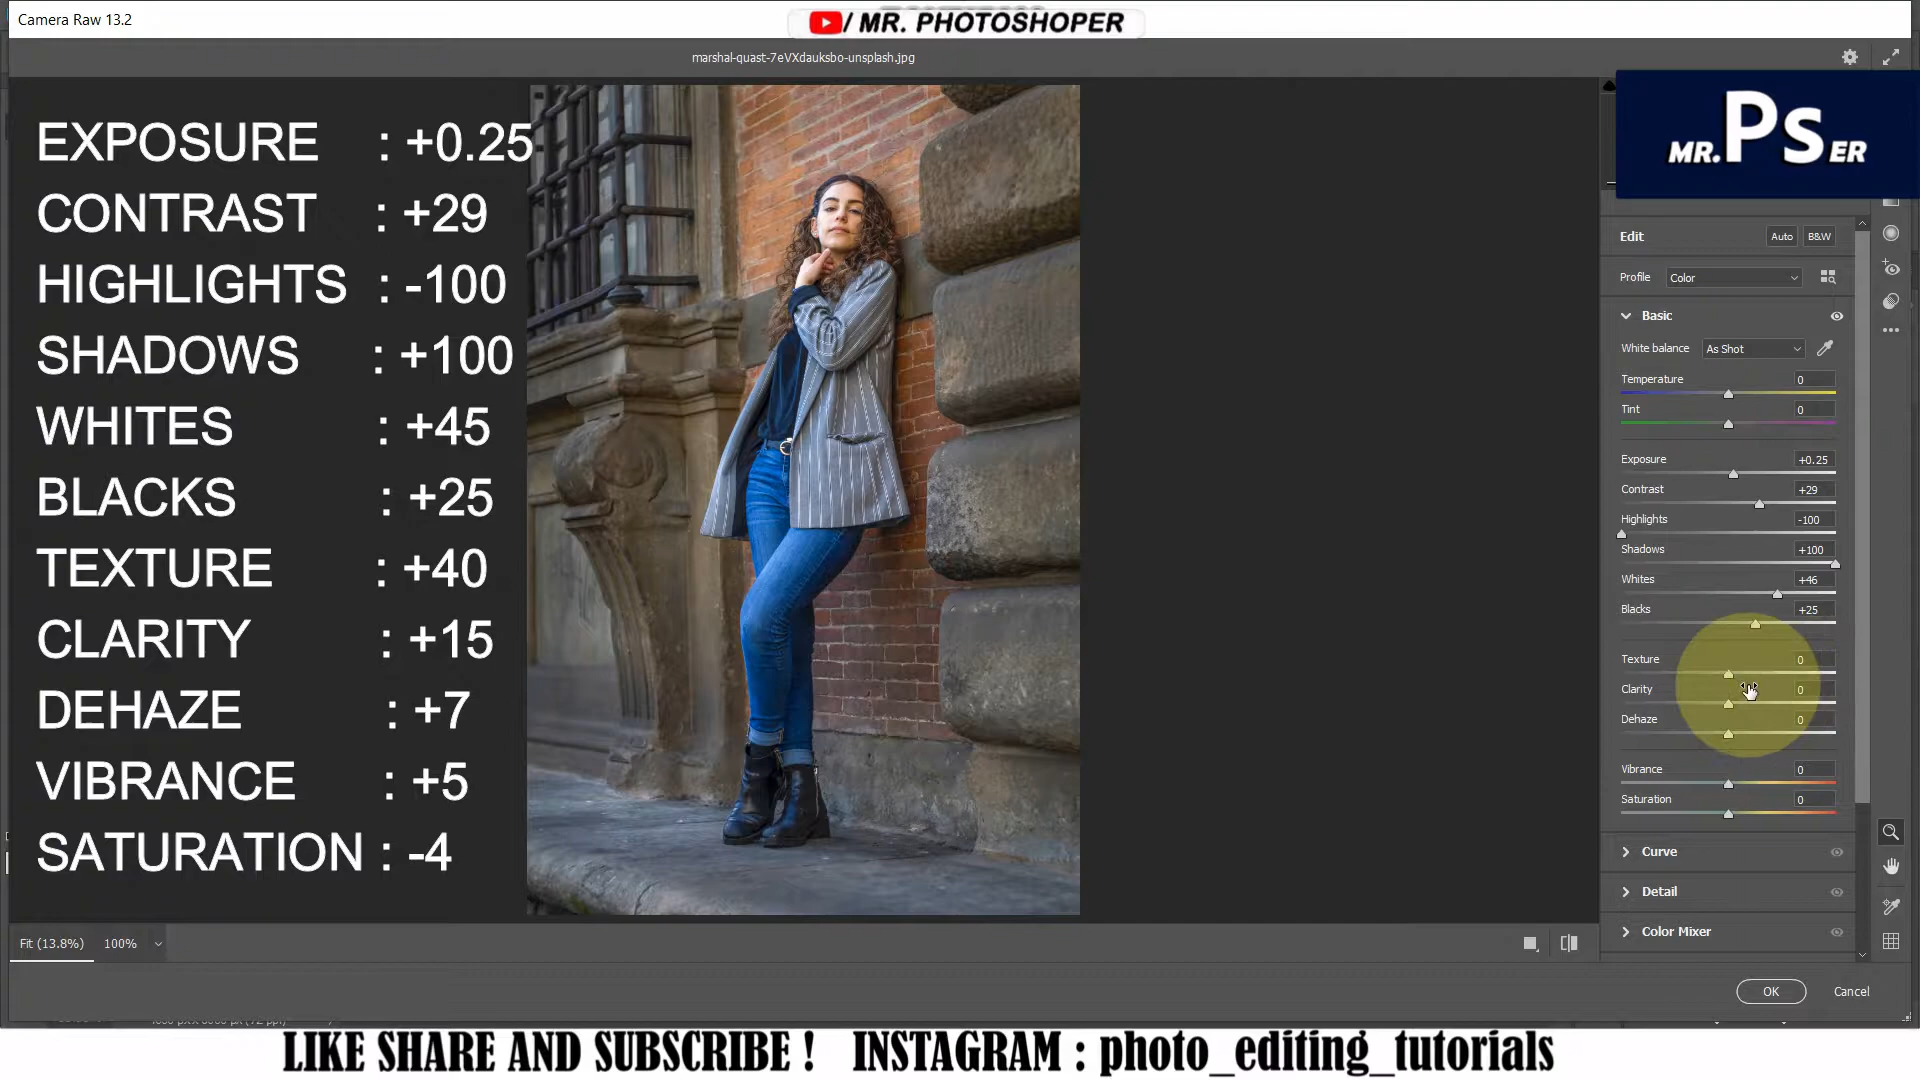 Camera Raw 13.2
/ MR. PHOTOSHOPER
marshal-quast-7eVXdauksbo-unsplash.jpg
MR.PSER
EXPOSURE : +0.25
CONTRAST : +29
HIGHLIGHTS : -100
SHADOWS : +100
WHITES : +45
BLACKS : +25
TEXTURE : +40
CLARITY : +15
DEHAZE : +7
VIBRANCE : +5
SATURATION : -4
Edit Auto B&W
Profile Color
Basic
White balance As Shot
Temperature 0
Tint 0
Exposure +0.25
Contrast +29
Highlights -100
Shadows +100
Whites +46
Blacks +25
Texture 0
Clarity 0
Dehaze 0
Vibrance 0
Saturation 0
Curve
Detail
Color Mixer
Fit (13.8%) 100%
OK Cancel
LIKE SHARE AND SUBSCRIBE ! INSTAGRAM : photo_editing_tutorials